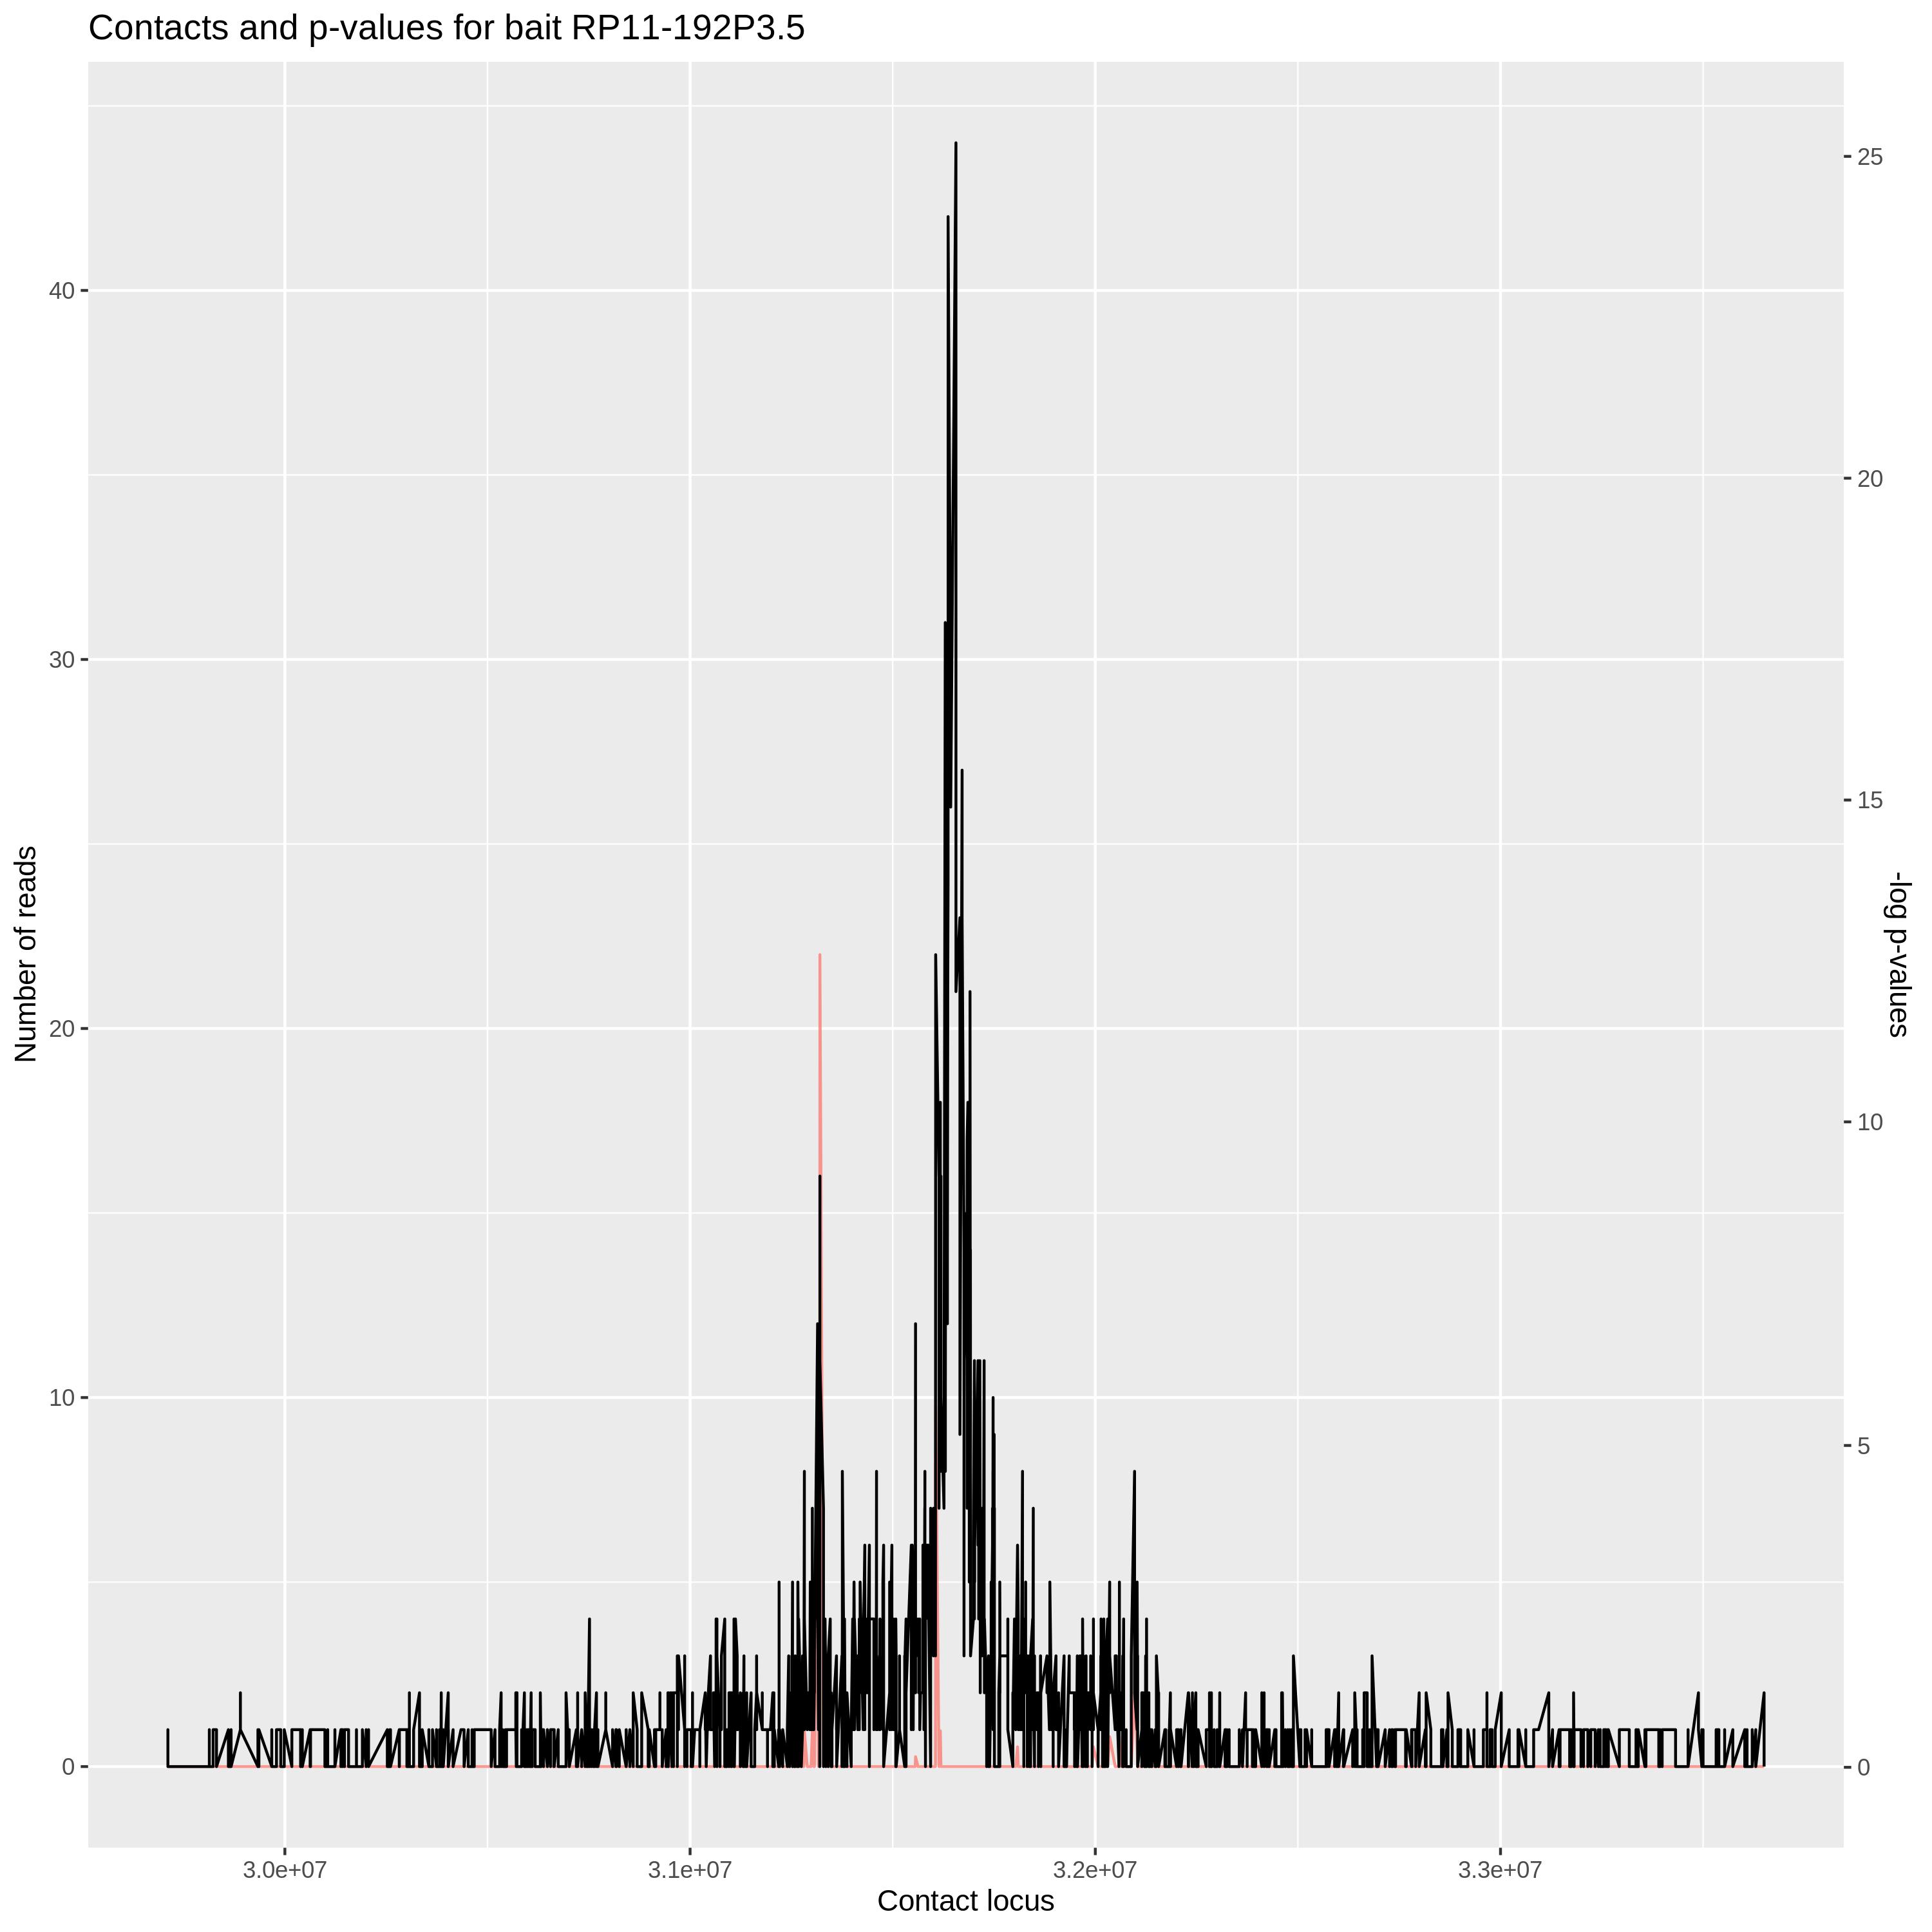 Contacts and p-values for bait RP11-192P3.5
40
30
20
10
0
Number of reads
25
20
15
10
5
0
-log p-values
3.0e+07
3.1e+07
3.2e+07
3.3e+07
Contact locus